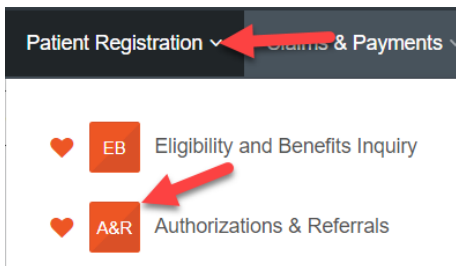 Patient Registration Claims & Payments
EB Eligibility and Benefits Inquiry
A&R Authorizations & Referrals